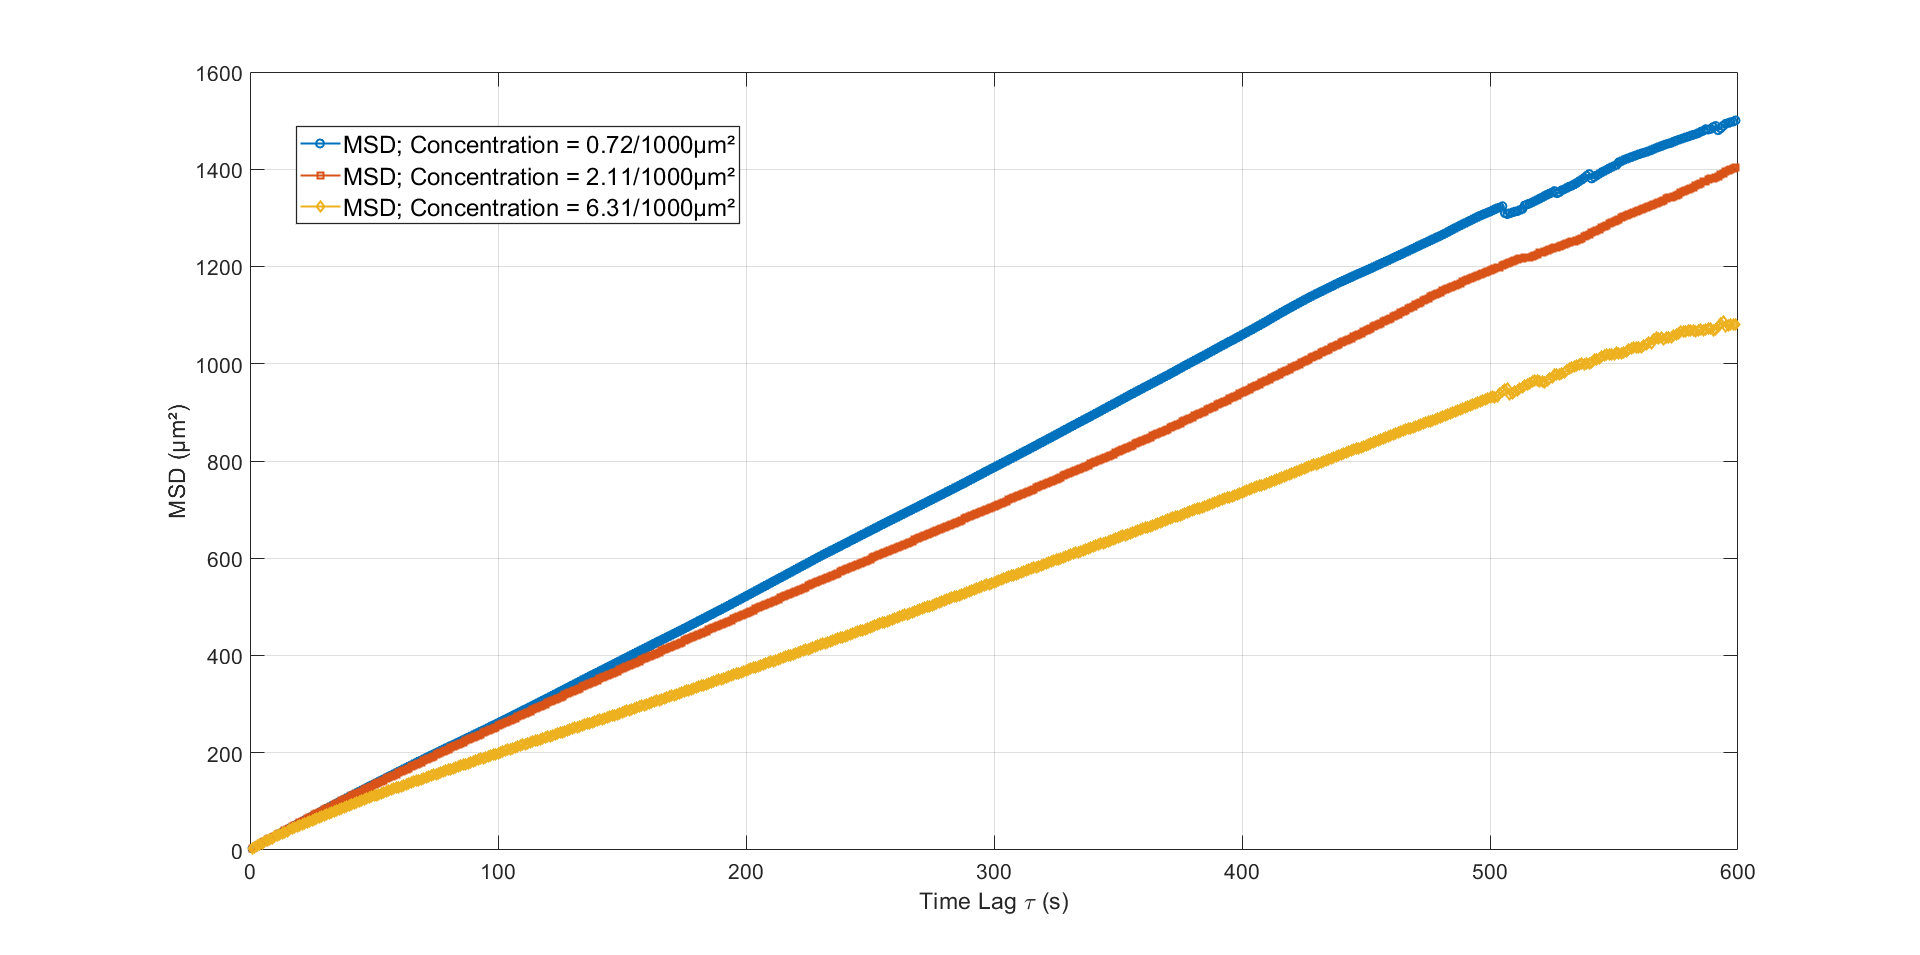 1600
1400
1200
1000
800
600
400
200
0
MSD (µm²)
MSD; Concentration = 0.72/1000µm²
MSD; Concentration = 2.11/1000µm²
MSD; Concentration = 6.31/1000µm²
0 100 200 300 400 500 600
Time Lag τ (s)